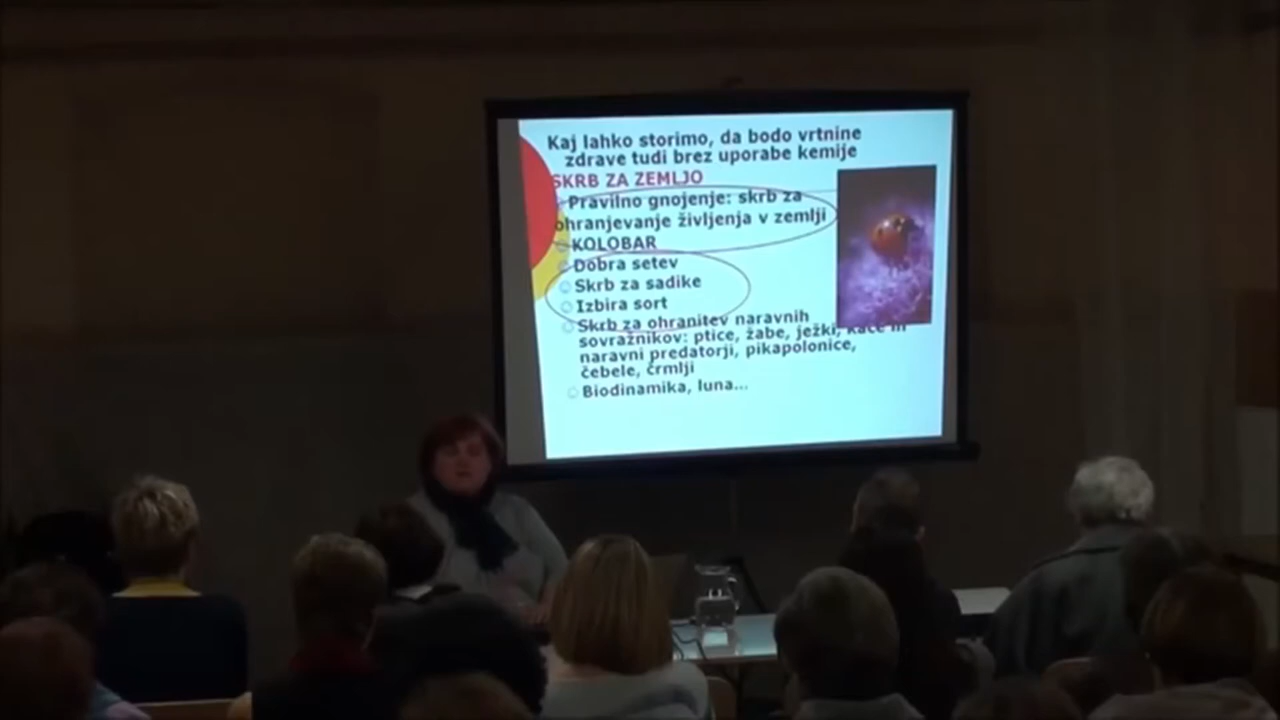 Kaj lahko storimo, da bodo vrtnine
zdrave tudi brez uporabe kemije
SKRB ZA ZEMLJO
Pravilno gnojenje: skrb za
ohranjevanje življenja v zemlji
KOLOBAR
Dobra setev
Skrb za sadike
Izbira sort
Skrb za ohranitev naravnih
sovražnikov: ptice, žabe, ježki, kače in
naravni predatorji, pikapolonice,
čebele, črmlji
Biodinamika, luna...